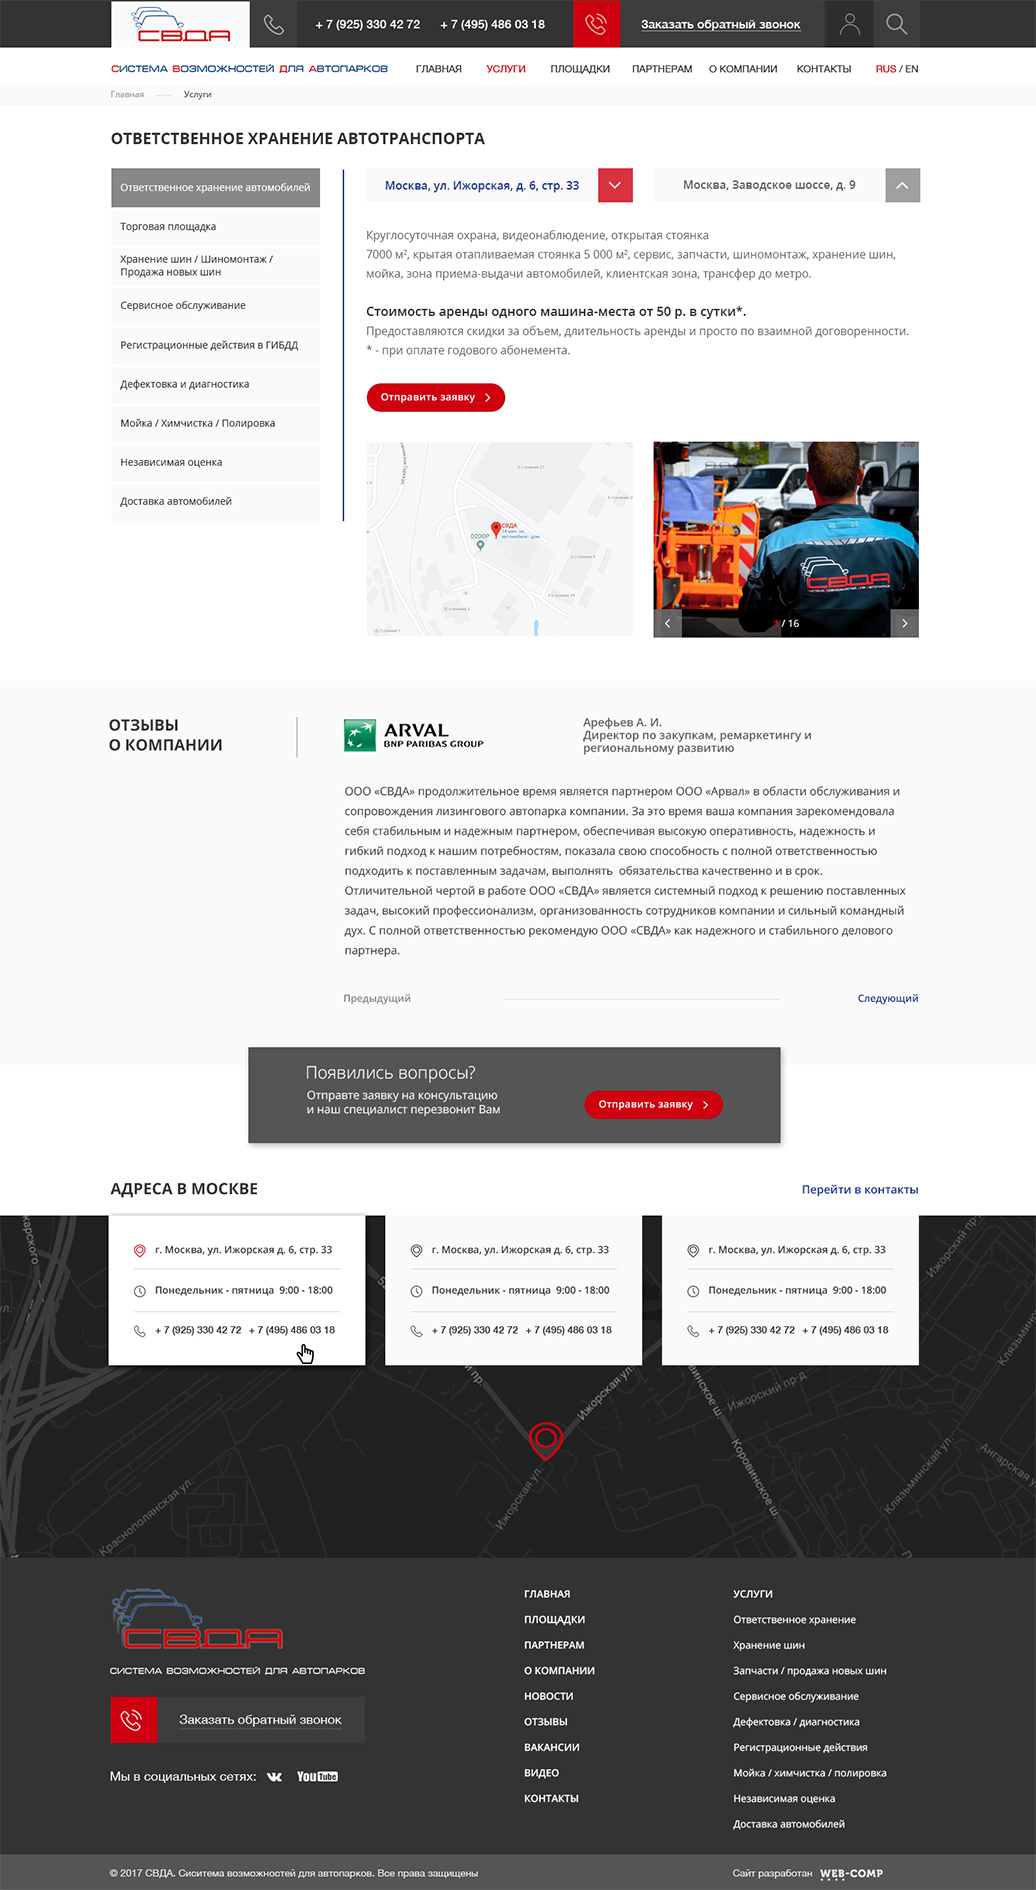 СВДА
+ 7 (925) 330 42 72
+ 7 (495) 486 03 18
Заказать обратный звонок
СИСТЕМА ВОЗМОЖНОСТЕЙ ДЛЯ АВТОПАРКОВ
ГЛАВНАЯ
УСЛУГИ
ПЛОЩАДКИ
ПАРТНЕРАМ
О КОМПАНИИ
КОНТАКТЫ
RUS / EN
Главная
Услуги
ОТВЕТСТВЕННОЕ ХРАНЕНИЕ АВТОТРАНСПОРТА
Ответственное хранение автомобилей
Торговая площадка
Хранение шин / Шиномонтаж /
Продажа новых шин
Сервисное обслуживание
Регистрационные действия в ГИБДД
Дефектовка и диагностика
Мойка / Химчистка / Полировка
Независимая оценка
Доставка автомобилей
Москва, ул. Ижорская, д. 6, стр. 33
Москва, Заводское шоссе, д. 9
Круглосуточная охрана, видеонаблюдение, открытая стоянка
7000 м², крытая отапливаемая стоянка 5 000 м², сервис, запчасти, шиномонтаж, хранение шин,
мойка, зона приема-выдачи автомобилей, клиентская зона, трансфер до метро.
Стоимость аренды одного машина-места от 50 р. в сутки*.
Предоставляются скидки за объем, длительность аренды и просто по взаимной договоренности.
* - при оплате годового абонемента.
Отправить заявку
СВДА
D2OOP
СВДА
СИСТЕМА ВОЗМОЖНОСТЕЙ ДЛЯ АВТОПАРКОВ
1 / 16
ОТЗЫВЫ
О КОМПАНИИ
ARVAL
BNP PARIBAS GROUP
Арефьев А. И.
Директор по закупкам, ремаркетингу и
региональному развитию
ООО «СВДА» продолжительное время является партнером ООО «Арвал» в области обслуживания и
сопровождения лизингового автопарка компании. За это время ваша компания зарекомендовала
себя стабильным и надежным партнером, обеспечивая высокую оперативность, надежность и
гибкий подход к нашим потребностям, показала свою способность с полной ответственностью
подходить к поставленным задачам, выполнять обязательства качественно и в срок.
Отличительной чертой в работе ООО «СВДА» является системный подход к решению поставленных
задач, высокий профессионализм, организованность сотрудников компании и сильный командный
дух. С полной ответственностью рекомендую ООО «СВДА» как надежного и стабильного делового
партнера.
Предыдущий
Следующий
Появились вопросы?
Отправте заявку на консультацию
и наш специалист перезвонит Вам
Отправить заявку
АДРЕСА В МОСКВЕ
Перейти в контакты
г. Москва, ул. Ижорская д. 6, стр. 33
Понедельник - пятница 9:00 - 18:00
+ 7 (925) 330 42 72 + 7 (495) 486 03 18
г. Москва, ул. Ижорская д. 6, стр. 33
Понедельник - пятница 9:00 - 18:00
+ 7 (925) 330 42 72 + 7 (495) 486 03 18
г. Москва, ул. Ижорская д. 6, стр. 33
Понедельник - пятница 9:00 - 18:00
+ 7 (925) 330 42 72 + 7 (495) 486 03 18
Ижорский пр-д
Ижорская ул.
Ижорская ул.
Коровинское ш.
Клязьминская ул.
Ангарская ул.
Краснополянская ул.
СВДА
СИСТЕМА ВОЗМОЖНОСТЕЙ ДЛЯ АВТОПАРКОВ
Заказать обратный звонок
Мы в социальных сетях:
YouTube
ГЛАВНАЯ
ПЛОЩАДКИ
ПАРТНЕРАМ
О КОМПАНИИ
НОВОСТИ
ОТЗЫВЫ
ВАКАНСИИ
ВИДЕО
КОНТАКТЫ
УСЛУГИ
Ответственное хранение
Хранение шин
Запчасти / продажа новых шин
Сервисное обслуживание
Дефектовка / диагностика
Регистрационные действия
Мойка / химчистка / полировка
Независимая оценка
Доставка автомобилей
© 2017 СВДА. Сиситема возможностей для автопарков. Все права защищены
Сайт разработан
WEB-COMP